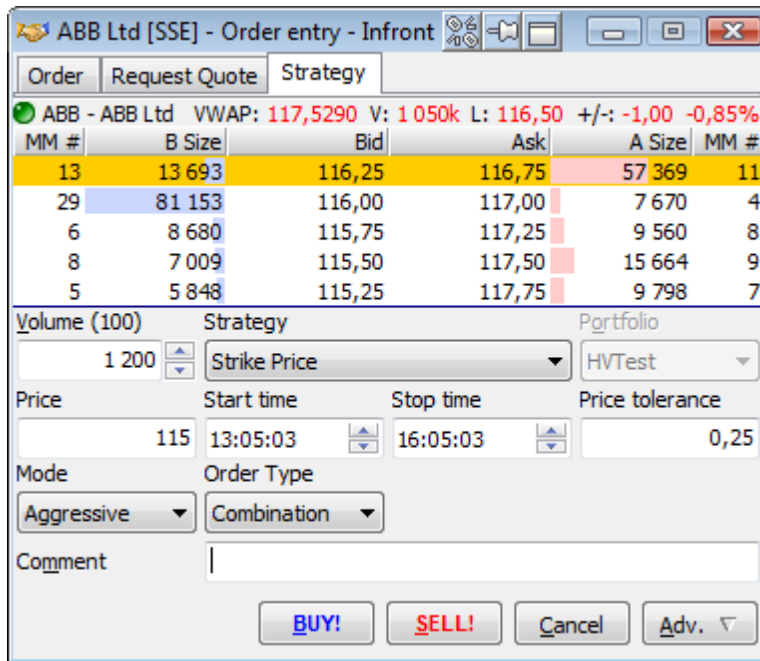 ABB Ltd [SSE] - Order entry - Infront
Order Request Quote Strategy
ABB - ABB Ltd VWAP: 117,5290 V: 1 050k L: 116,50 +/-: -1,00 -0,85%
MM # B Size Bid Ask A Size MM #
13 13 693 116,25 116,75 57 369 11
29 81 153 116,00 117,00 7 670 4
6 8 680 115,75 117,25 9 560 8
8 7 009 115,50 117,50 15 664 9
5 5 848 115,25 117,75 9 798 7
Volume (100) Strategy Portfolio
1 200 Strike Price HVTest
Price Start time Stop time Price tolerance
115 13:05:03 16:05:03 0,25
Mode Order Type
Aggressive Combination
Comment
BUY! SELL! Cancel Adv.